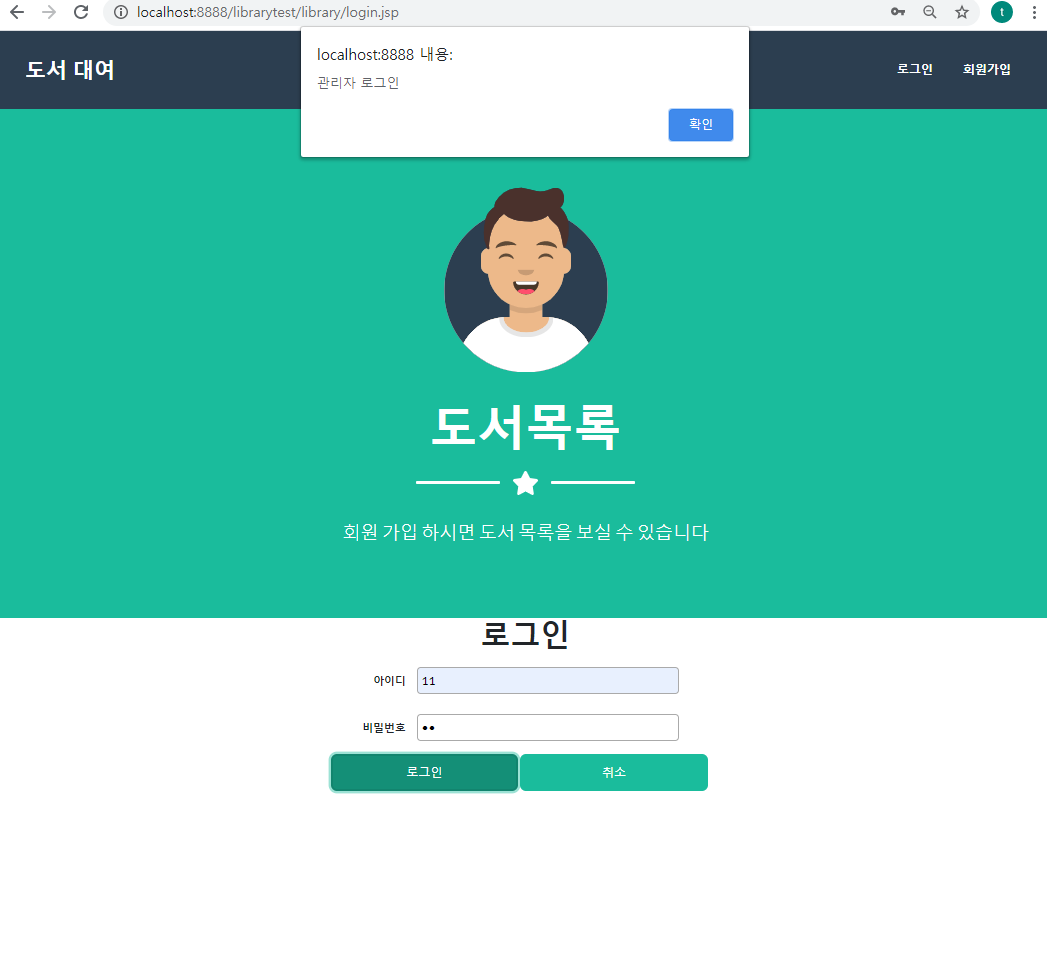 localhost:8888/librarytest/library/login.jsp
t
localhost:8888 내용:
관리자 로그인
확인
도서 대여
로그인
회원가입
도서목록
회원 가입 하시면 도서 목록을 보실 수 있습니다
로그인
아이디
11
비밀번호
••
로그인
취소